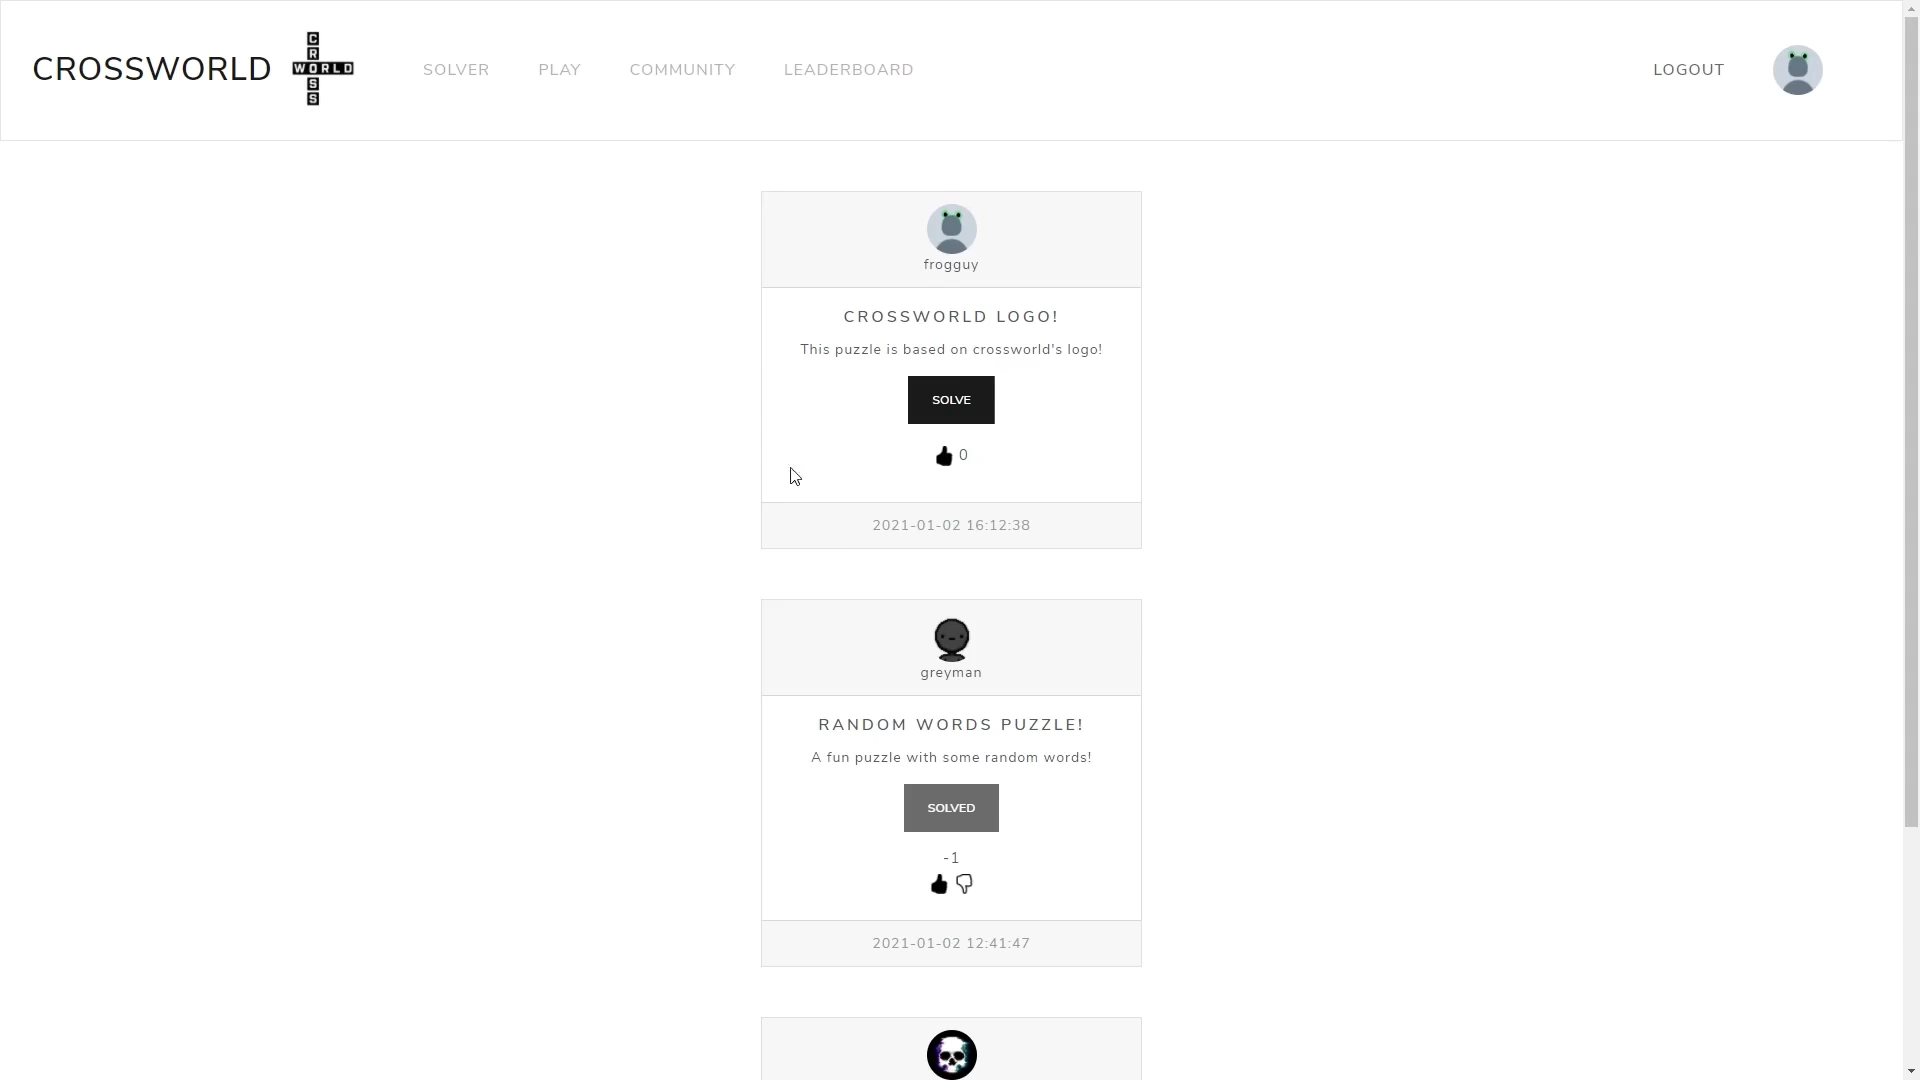 CROSSWORLD
C
R
WORLD
S
S
SOLVER PLAY COMMUNITY LEADERBOARD
LOGOUT
frogguy
CROSSWORLD LOGO!
This puzzle is based on crossworld's logo!
SOLVE
0
2021-01-02 16:12:38
greyman
RANDOM WORDS PUZZLE!
A fun puzzle with some random words!
SOLVED
-1
2021-01-02 12:41:47